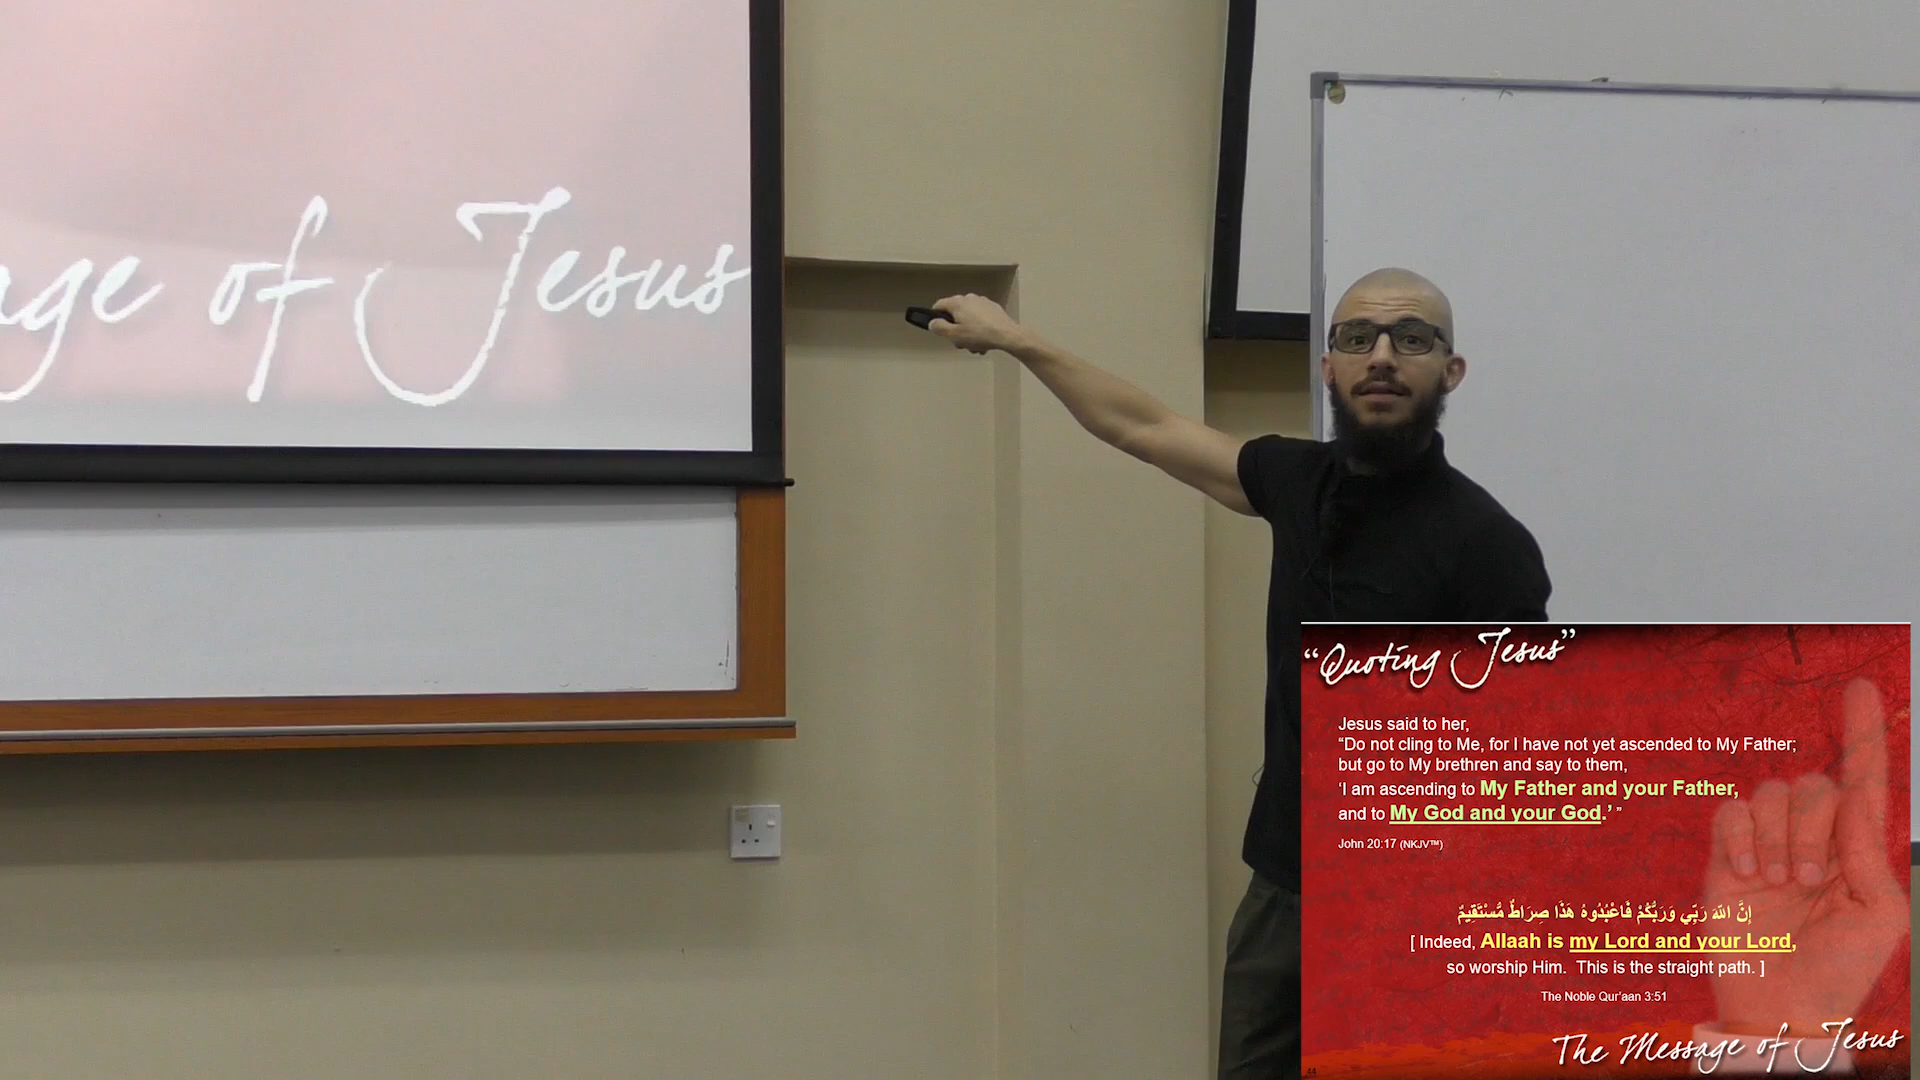 age of Jesus
“Quoting Jesus”
Jesus said to her,
“Do not cling to Me, for I have not yet ascended to My Father;
but go to My brethren and say to them,
‘I am ascending to My Father and your Father,
and to My God and your God.’ ”
John 20:17 (NKJV™)
إِنَّ اللّهَ رَبِّي وَرَبُّكُمْ فَاعْبُدُوهُ هَذَا صِرَاطٌ مُّسْتَقِيمٌ
[ Indeed, Allaah is my Lord and your Lord,
so worship Him.  This is the straight path. ]
The Noble Qur’aan 3:51
The Message of Jesus
44